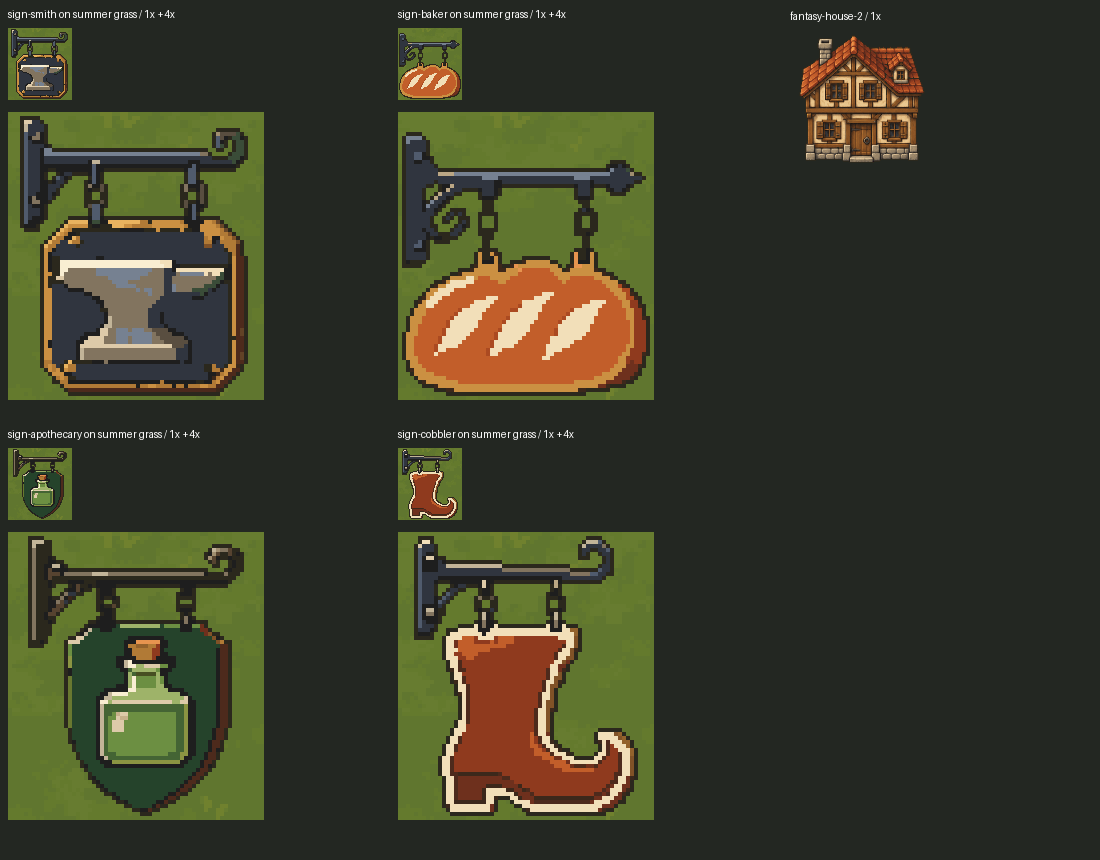 sign-smith on summer grass / 1x +4x
sign-baker on summer grass / 1x +4x
fantasy-house-2 / 1x
sign-apothecary on summer grass / 1x +4x
sign-cobbler on summer grass / 1x +4x